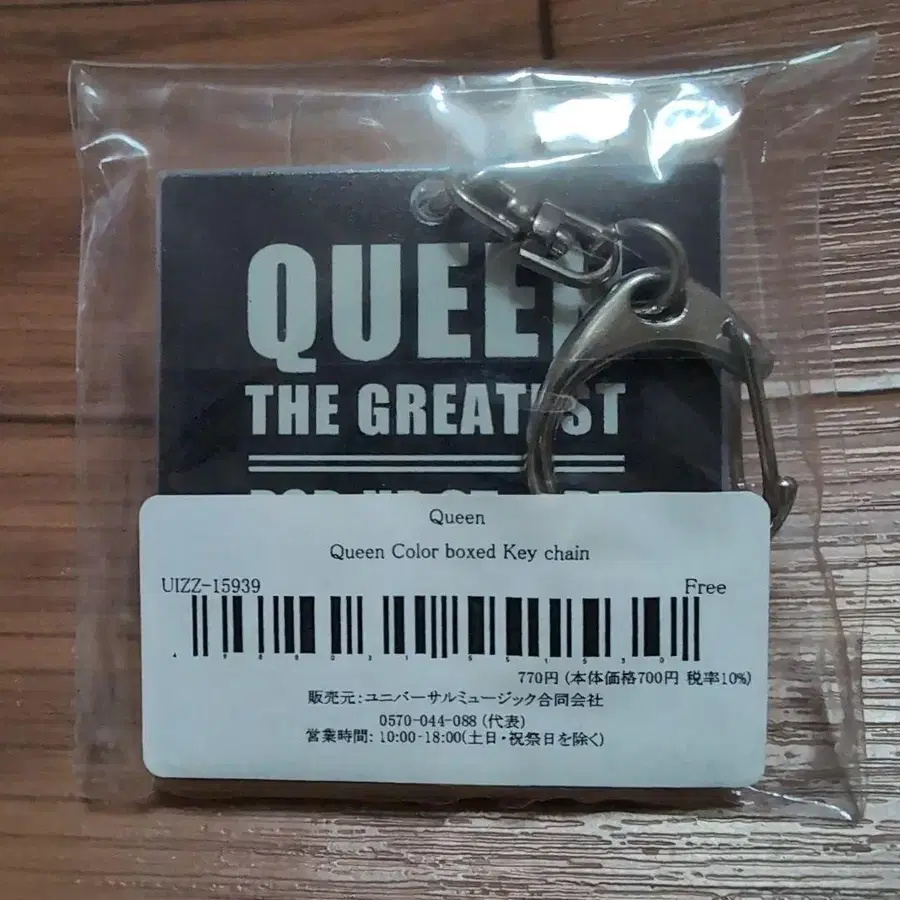 QUEEN
THE GREATEST
Queen
Queen Color boxed Key chain
UIZZ-15939
Free
770円 (本体価格700円 税率10%)
販売元:ユニバーサルミュージック合同会社
0570-044-088 (代表)
営業時間: 10:00-18:00(土日・祝祭日を除く)